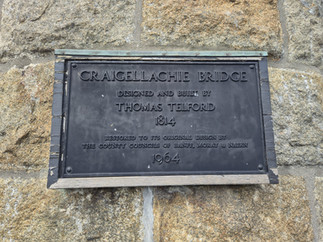 CRAIGELLACHIE BRIDGE
DESIGNED AND BUILT BY
THOMAS TELFORD
1814
RESTORED TO ITS ORIGINAL DESIGN BY
THE COUNTY COUNCILS OF BANFF, MORAY & NAIRN
1964